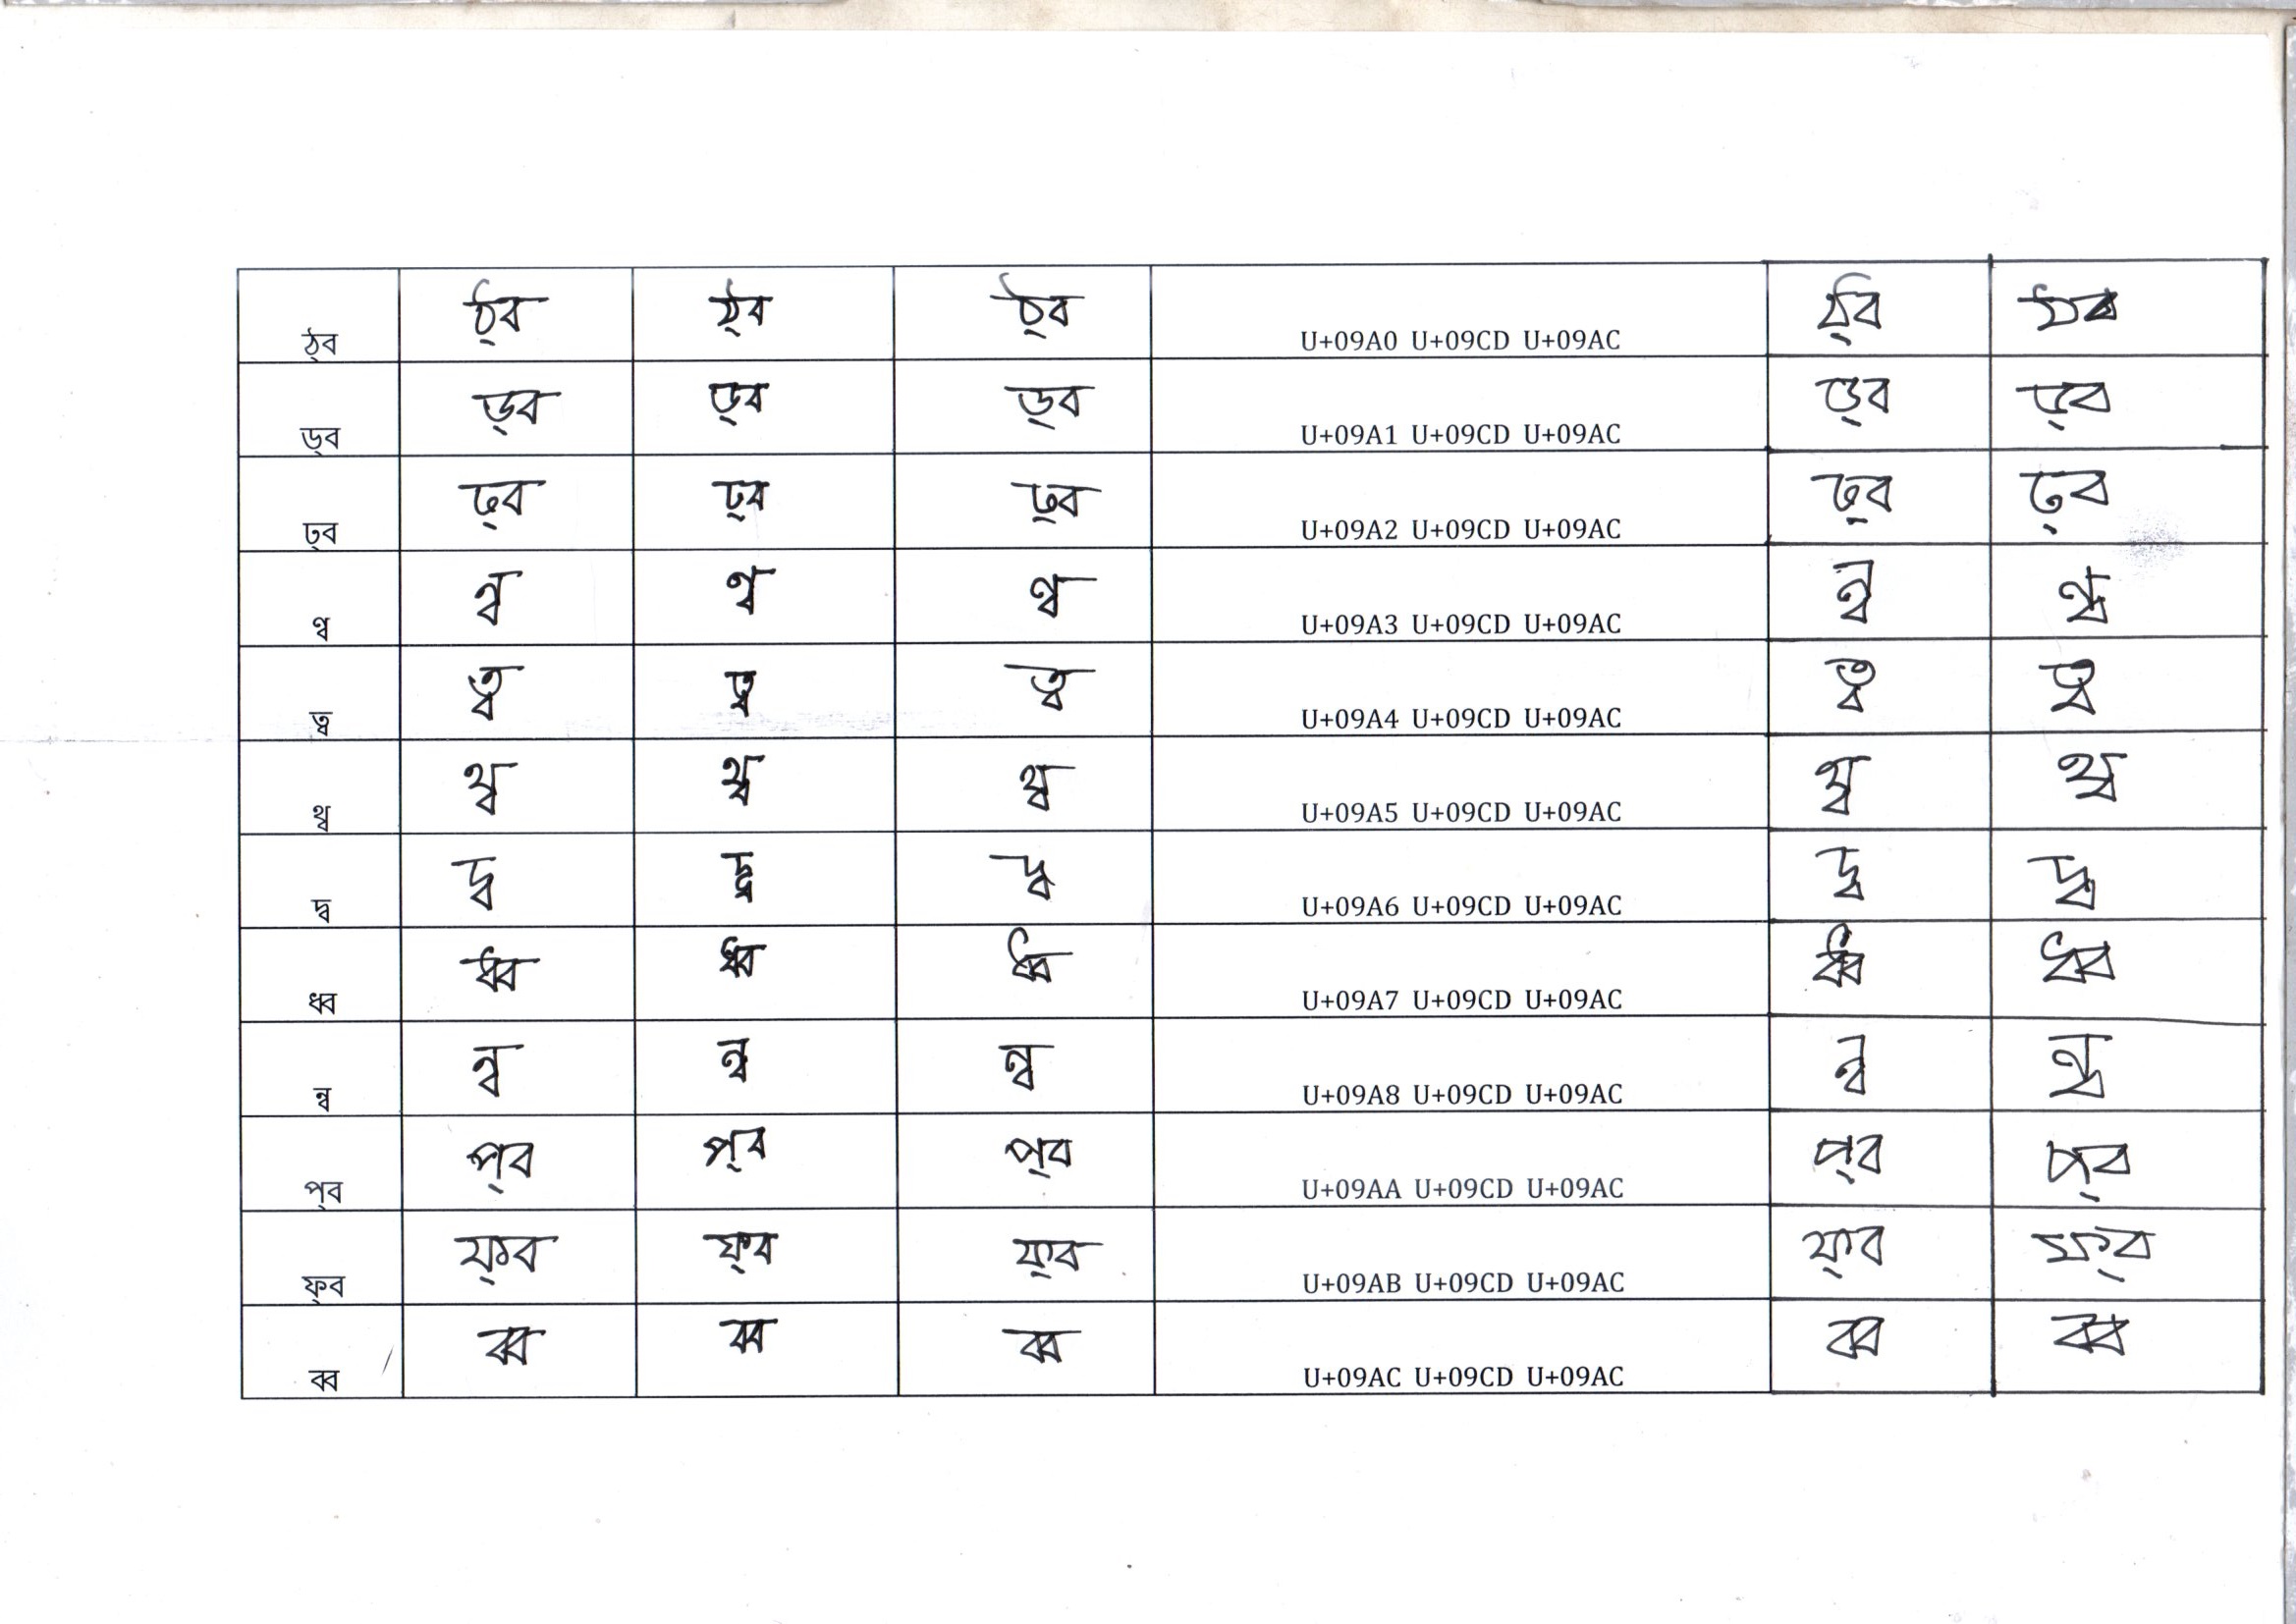 ঠ্ব ঠ্ব ঠ্ব ঠ্ব U+09A0 U+09CD U+09AC ঠ্ব ঠ্ব
ড্ব ড্ব ড্ব ড্ব U+09A1 U+09CD U+09AC ড্ব ড্ব
ঢ্ব ঢ্ব ঢ্ব ঢ্ব U+09A2 U+09CD U+09AC ঢ্ব ঢ্ব
ণ্ব ণ্ব ণ্ব ণ্ব U+09A3 U+09CD U+09AC ণ্ব ণ্ব
ত্ব ত্ব ত্ব ত্ব U+09A4 U+09CD U+09AC ত্ব ত্ব
থ্ব থ্ব থ্ব থ্ব U+09A5 U+09CD U+09AC থ্ব থ্ব
দ্ব দ্ব দ্ব দ্ব U+09A6 U+09CD U+09AC দ্ব দ্ব
ধ্ব ধ্ব ধ্ব ধ্ব U+09A7 U+09CD U+09AC ধ্ব ধ্ব
ন্ব ন্ব ন্ব ন্ব U+09A8 U+09CD U+09AC ন্ব ন্ব
প্ব প্ব প্ব প্ব U+09AA U+09CD U+09AC প্ব প্ব
ফ্ব ফ্ব ফ্ব ফ্ব U+09AB U+09CD U+09AC ফ্ব ফ্ব
ব্ব ব্ব ব্ব ব্ব U+09AC U+09CD U+09AC ব্ব ব্ব